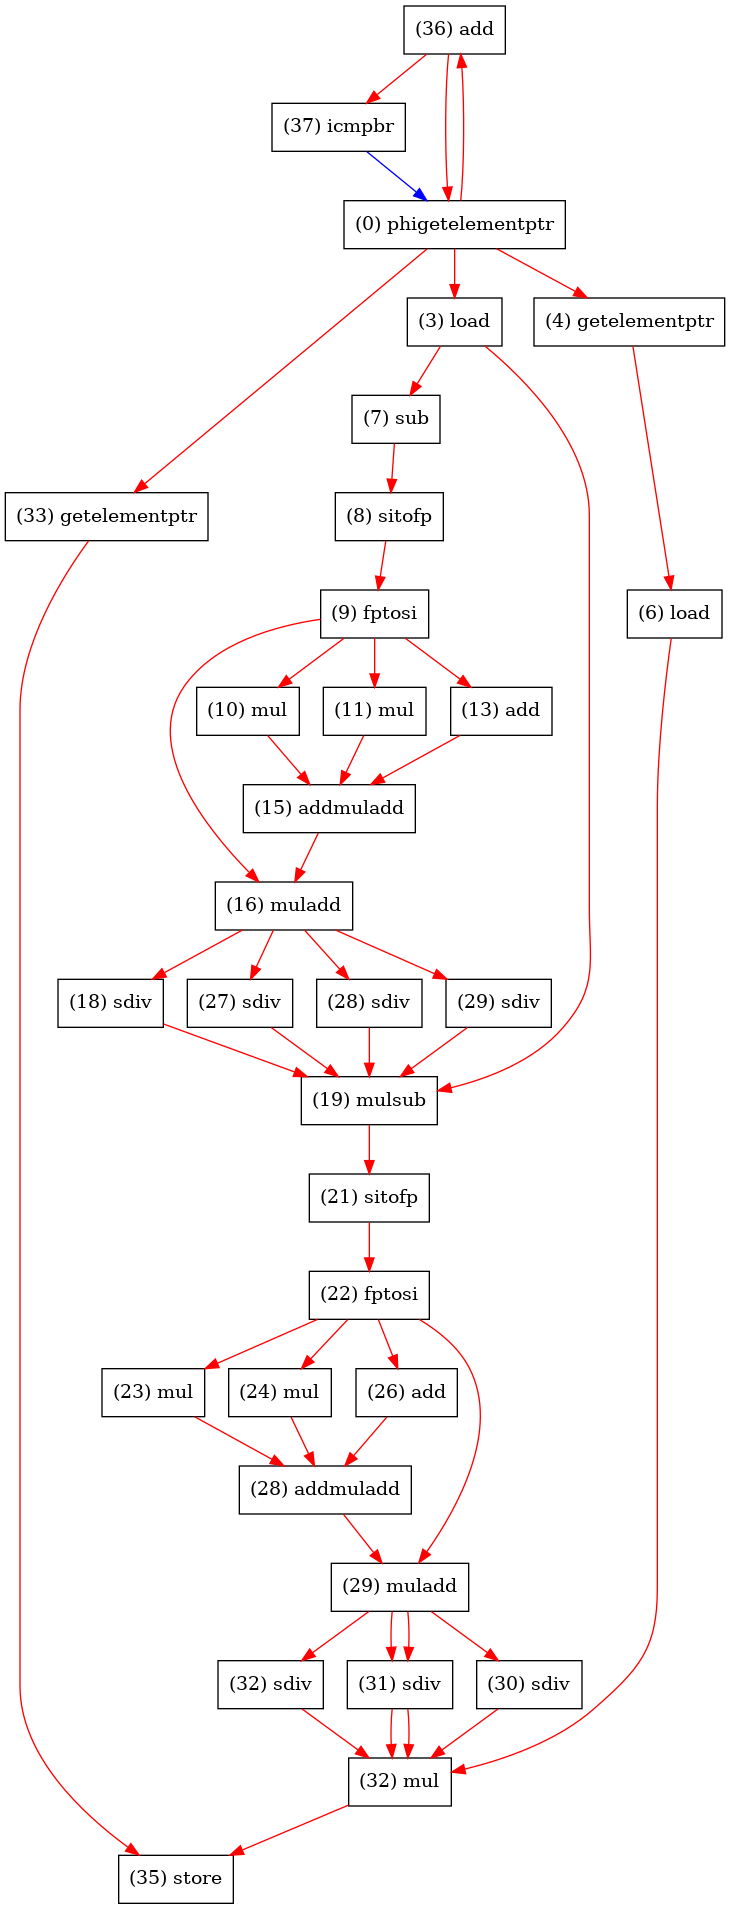 (36) add
(37) icmpbr
(0) phigetelementptr
(3) load
(4) getelementptr
(7) sub
(33) getelementptr
(8) sitofp
(9) fptosi
(6) load
(10) mul
(11) mul
(13) add
(15) addmuladd
(16) muladd
(18) sdiv
(27) sdiv
(28) sdiv
(29) sdiv
(19) mulsub
(21) sitofp
(22) fptosi
(23) mul
(24) mul
(26) add
(28) addmuladd
(29) muladd
(32) sdiv
(31) sdiv
(30) sdiv
(32) mul
(35) store